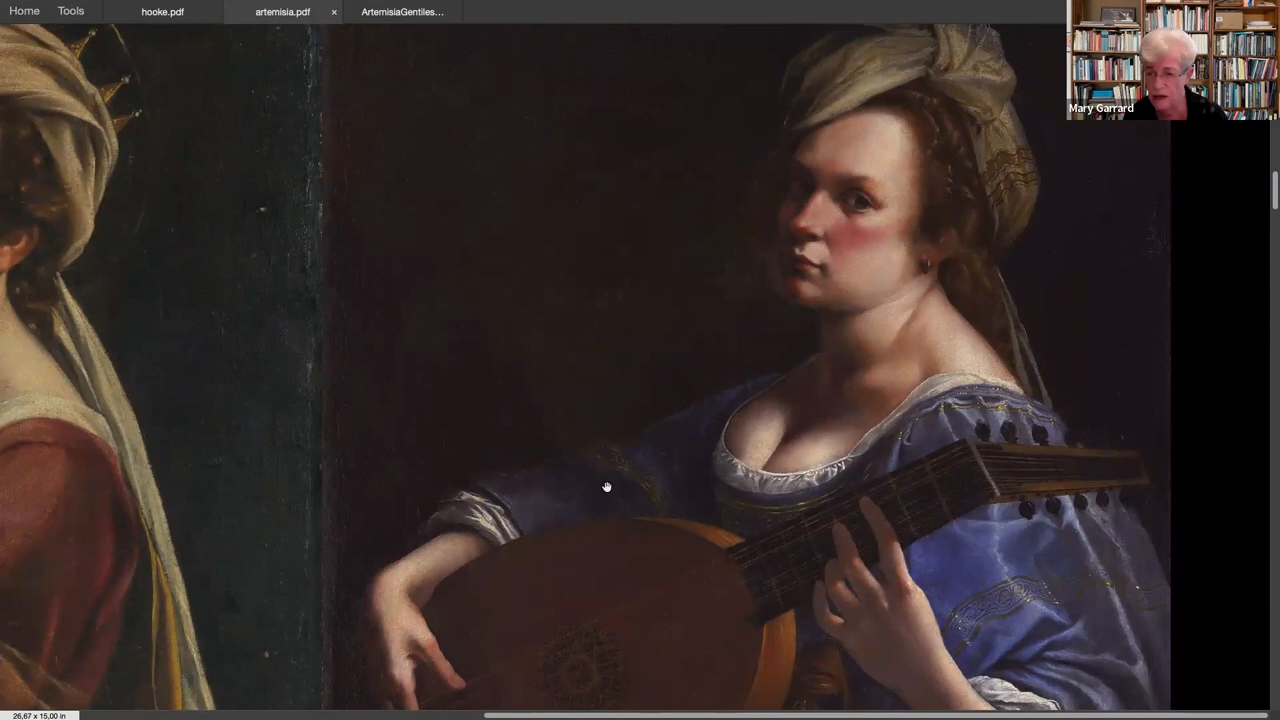 Home Tools hooke.pdf artemisia.pdf × ArtemisiaGentiles...
Mary Garrard
26,67 x 15,00 in